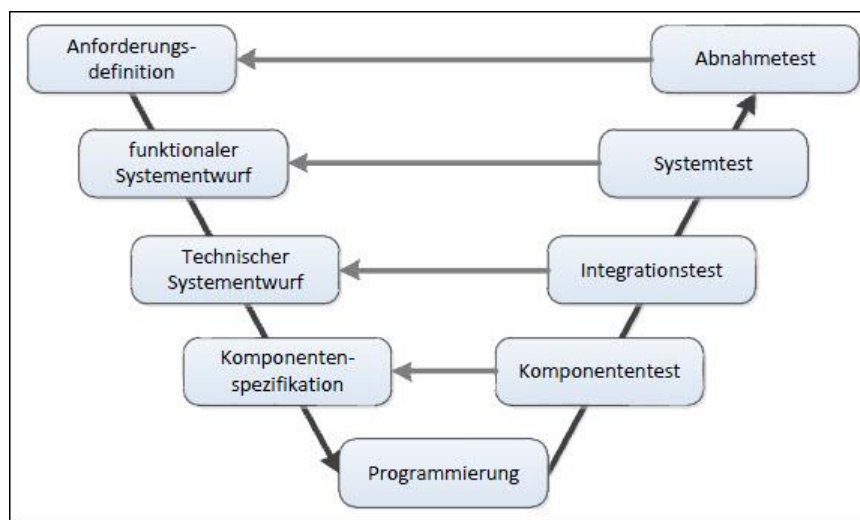 Anforderungs-
definition
Abnahmetest
funktionaler
Systementwurf
Systemtest
Technischer
Systementwurf
Integrationstest
Komponenten-
spezifikation
Komponententest
Programmierung